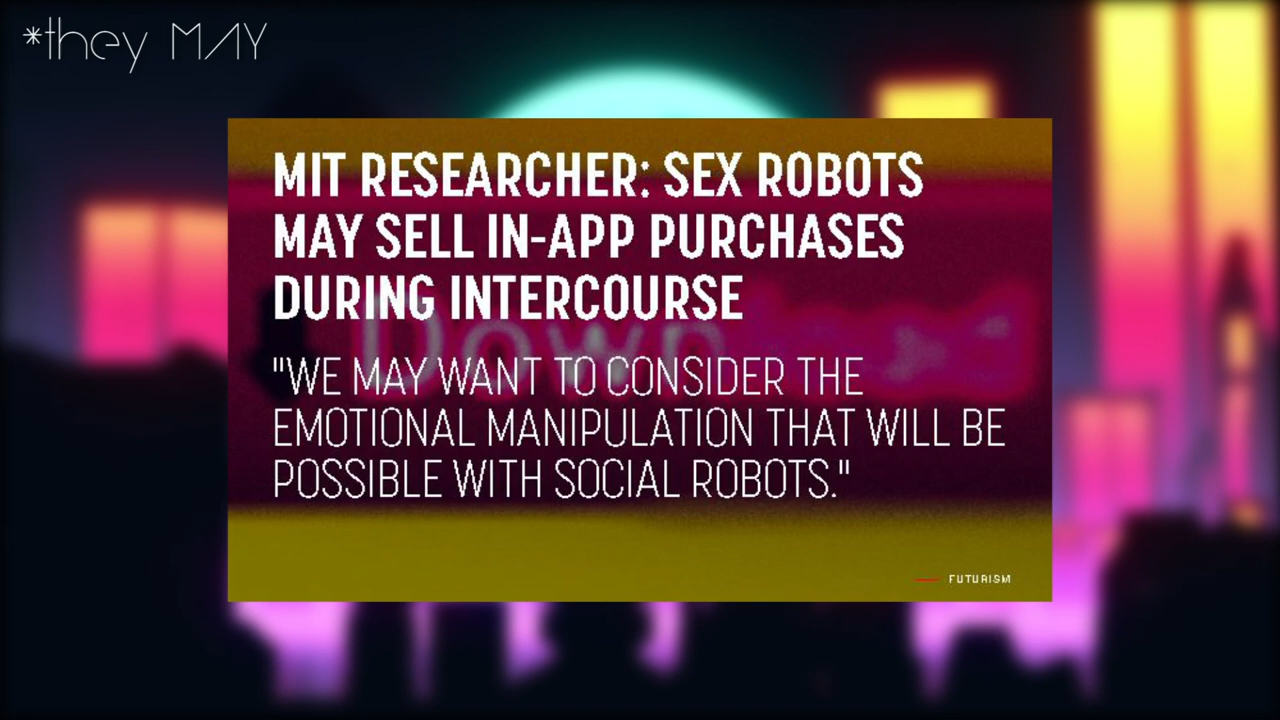 *they MAY
MIT RESEARCHER: SEX ROBOTS
MAY SELL IN-APP PURCHASES
DURING INTERCOURSE
"WE MAY WANT TO CONSIDER THE
EMOTIONAL MANIPULATION THAT WILL BE
POSSIBLE WITH SOCIAL ROBOTS."
FUTURISM